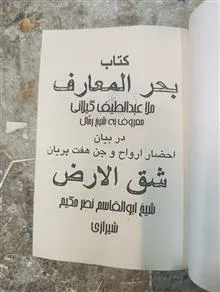 کتاب
بحر المعارف
ملا عبدالطیف گیلانی
معروف به شیخ رمال
در بیان
احضار ارواح و جن هفت پریان
شق الارض
شیخ ابوالقاسم نصر حکیم
شیرازی